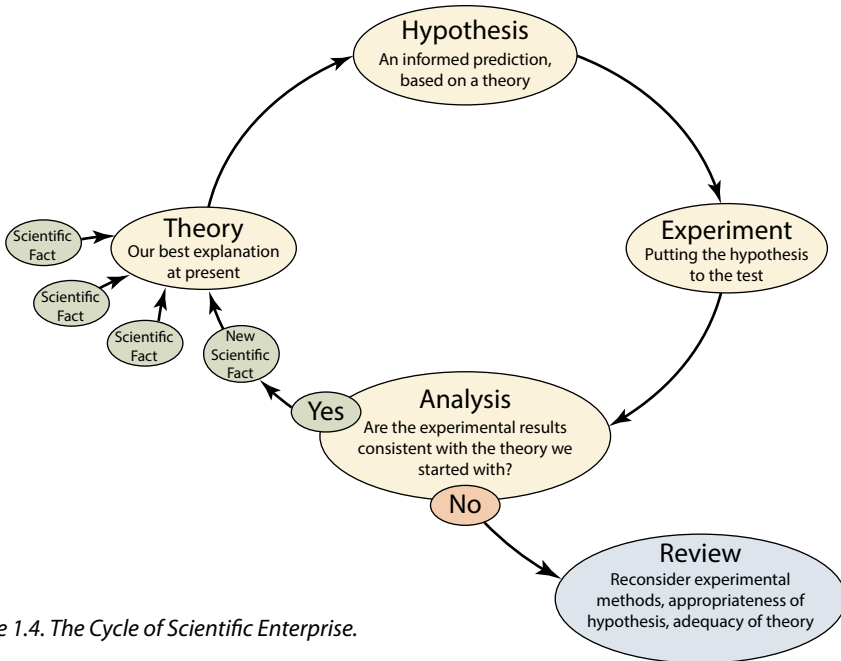 Hypothesis
An informed prediction,
based on a theory
Theory
Our best explanation
at present
Scientific
Fact
Scientific
Fact
Scientific
Fact
New
Scientific
Fact
Experiment
Putting the hypothesis
to the test
Analysis
Are the experimental results
consistent with the theory we
started with?
Yes
No
Review
Reconsider experimental
methods, appropriateness of
hypothesis, adequacy of theory
e 1.4. The Cycle of Scientific Enterprise.